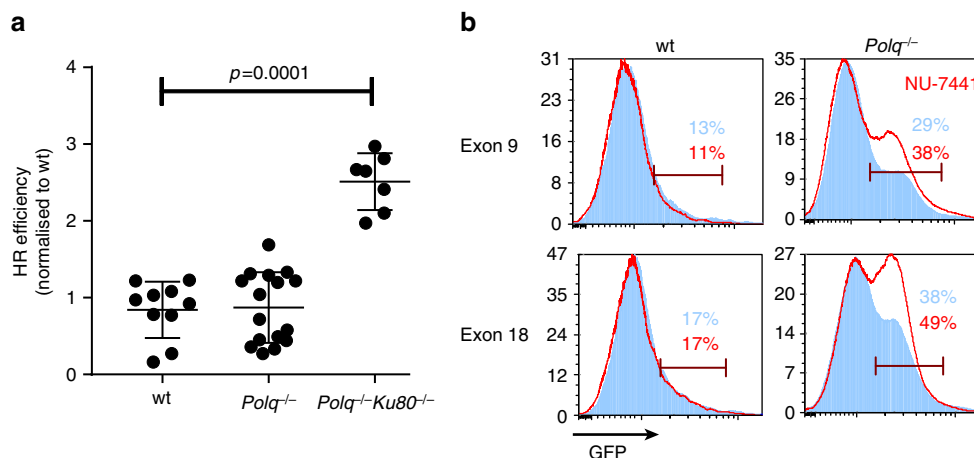 a
HR efficiency
(normalised to wt)
4
3
2
1
0
p=0.0001
wt
Polq–/–
Polq–/–Ku80–/–
b
wt
Polq–/–
Exon 9
31
23
16
8
0
13%
11%
35
26
18
9
0
NU-7441
29%
38%
Exon 18
47
35
24
12
0
17%
17%
27
20
14
7
0
38%
49%
GFP